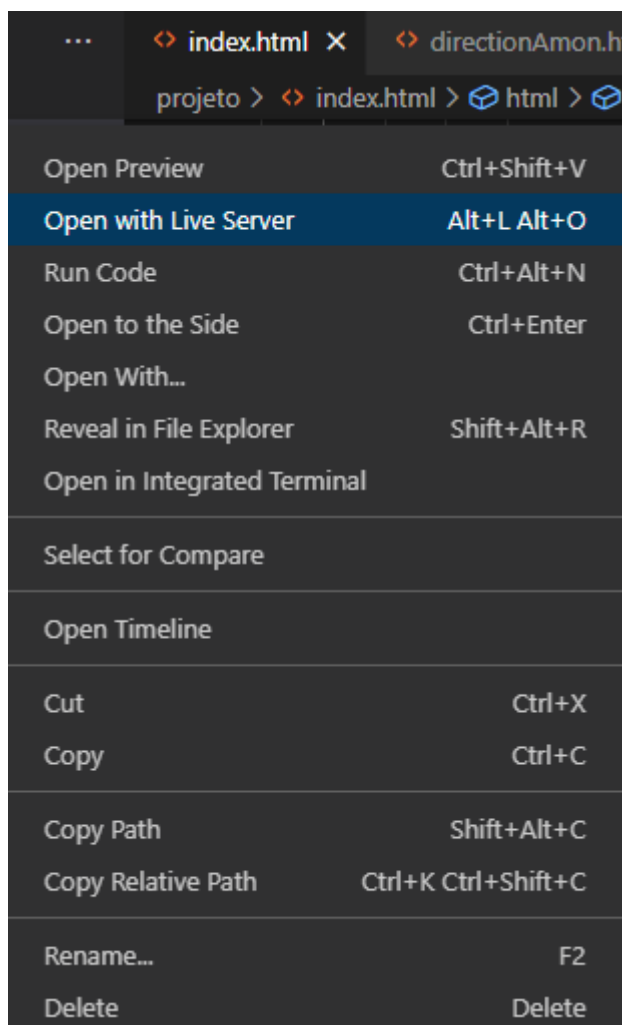 ... index.html × directionAmon.h
projeto > index.html > html >
Open Preview Ctrl+Shift+V
Open with Live Server Alt+L Alt+O
Run Code Ctrl+Alt+N
Open to the Side Ctrl+Enter
Open With...
Reveal in File Explorer Shift+Alt+R
Open in Integrated Terminal
Select for Compare
Open Timeline
Cut Ctrl+X
Copy Ctrl+C
Copy Path Shift+Alt+C
Copy Relative Path Ctrl+K Ctrl+Shift+C
Rename... F2
Delete Delete